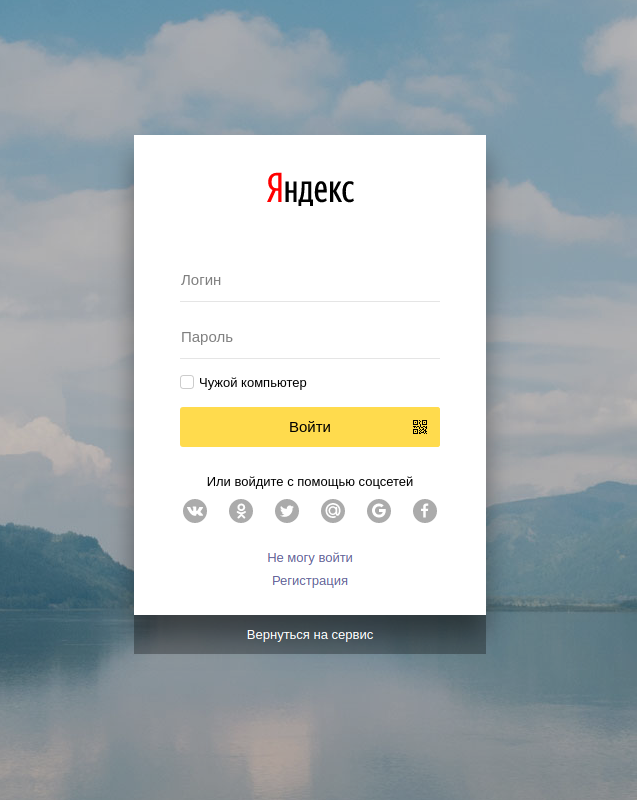 Яндекс
Логин
Пароль
Чужой компьютер
Войти
Или войдите с помощью соцсетей
Не могу войти
Регистрация
Вернуться на сервис